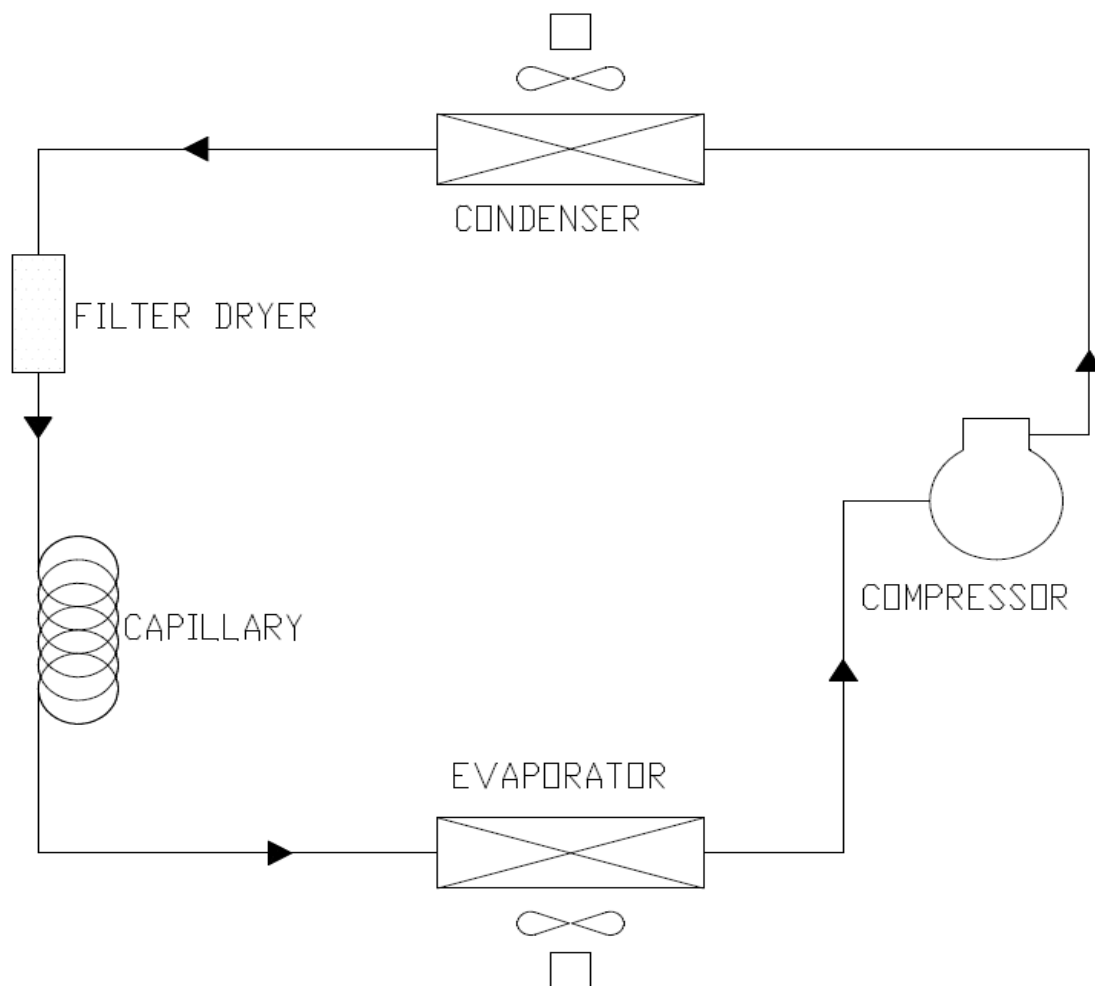 CONDENSER
FILTER DRYER
COMPRESSOR
CAPILLARY
EVAPORATOR